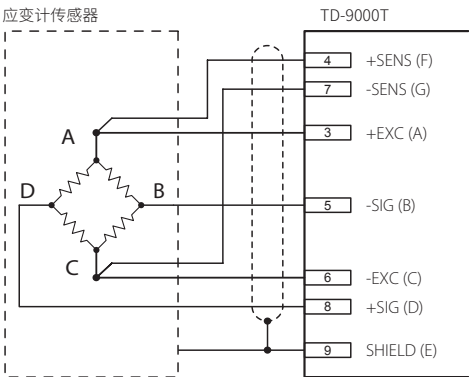 应变计传感器
TD-9000T
4 +SENS (F)
7 -SENS (G)
A
3 +EXC (A)
D
B
5 -SIG (B)
C
6 -EXC (C)
8 +SIG (D)
9 SHIELD (E)